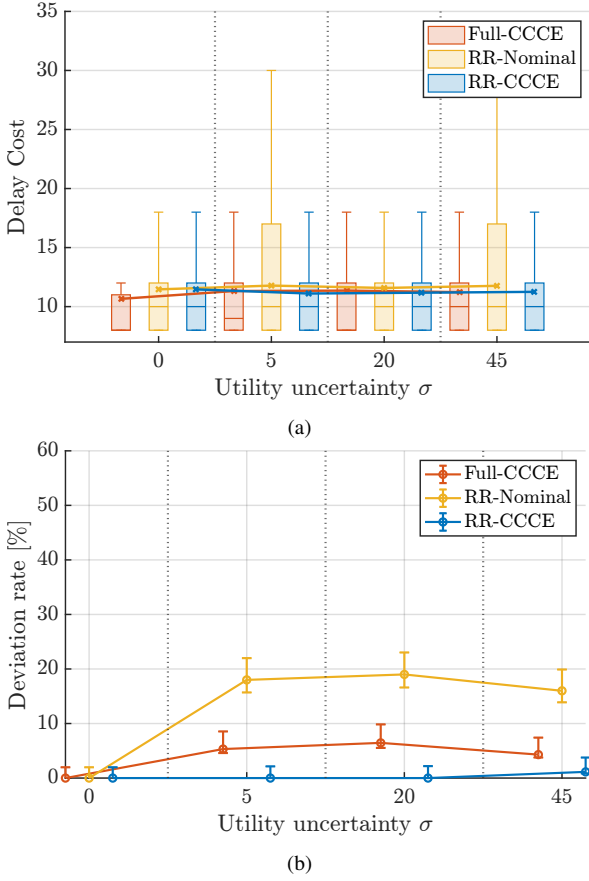 35
30
25
20
15
10
Delay Cost
Full-CCCE
RR-Nominal
RR-CCCE
0 5 20 45
Utility uncertainty σ
(a)
60
50
40
30
20
10
0
Deviation rate [%]
Full-CCCE
RR-Nominal
RR-CCCE
0 5 20 45
Utility uncertainty σ
(b)